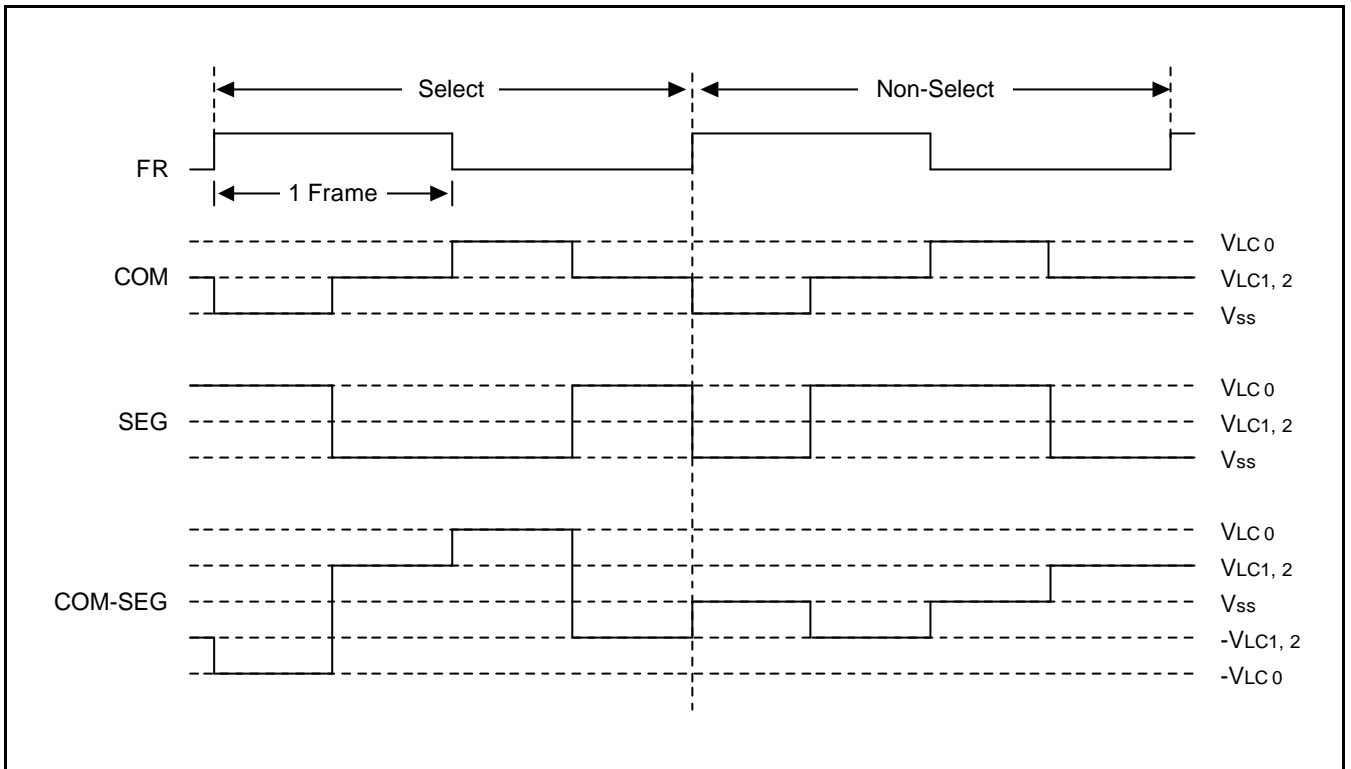 Select
Non-Select
FR
1 Frame
COM
VLC 0
VLC1, 2
Vss
SEG
VLC 0
VLC1, 2
Vss
COM-SEG
VLC 0
VLC1, 2
Vss
-VLC1, 2
-VLC 0